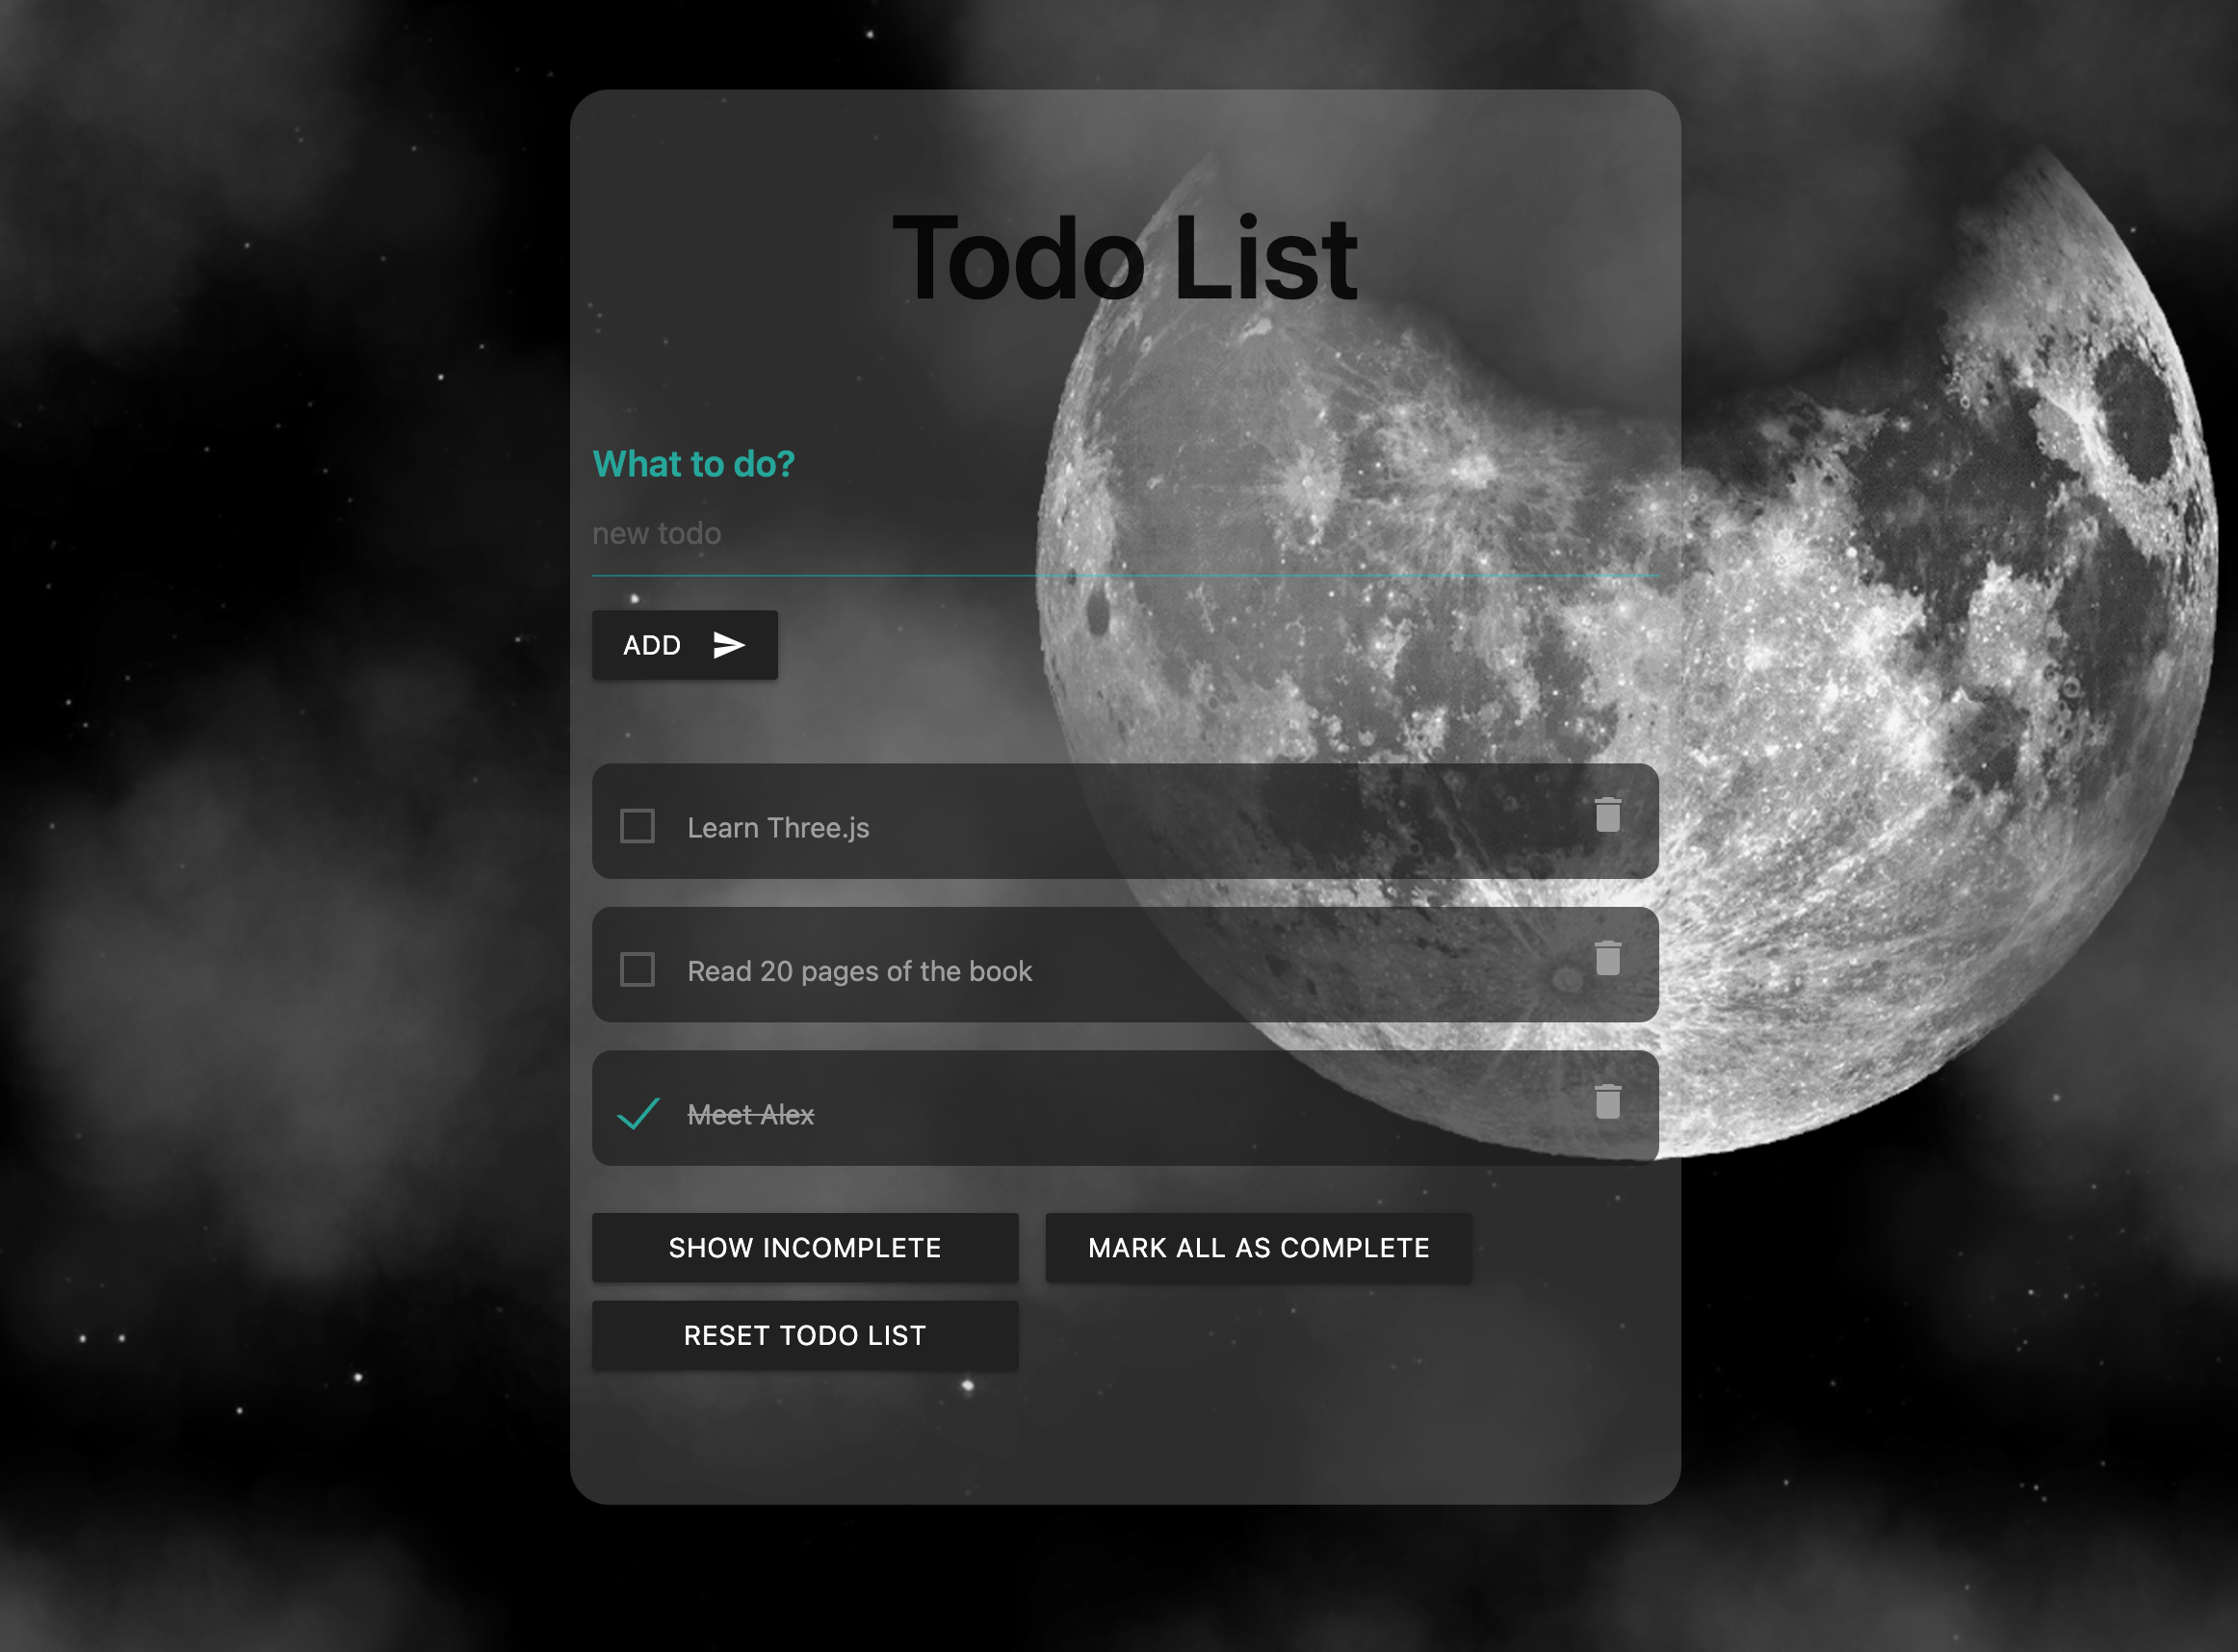 Todo List
What to do?
new todo
ADD
Learn Three.js
Read 20 pages of the book
Meet Alex
SHOW INCOMPLETE
MARK ALL AS COMPLETE
RESET TODO LIST